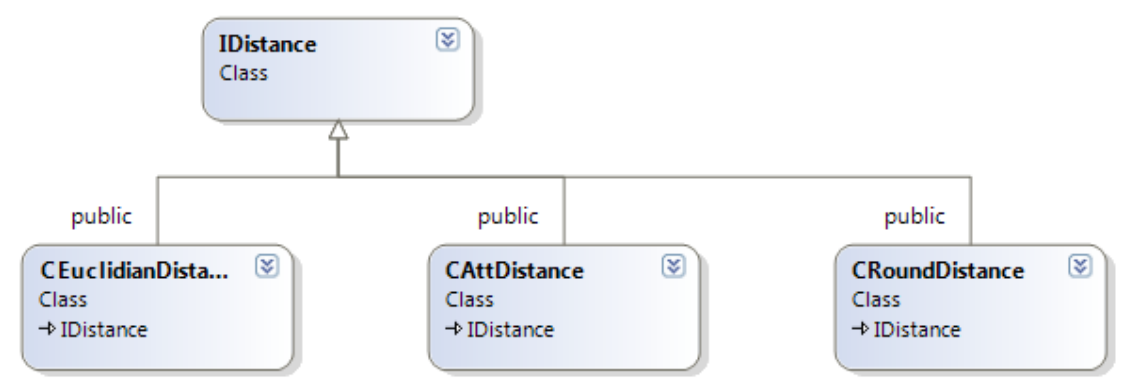 IDistance
Class
public
public
public
CEuclidianDista...
Class
IDistance
CAttDistance
Class
IDistance
CRoundDistance
Class
IDistance